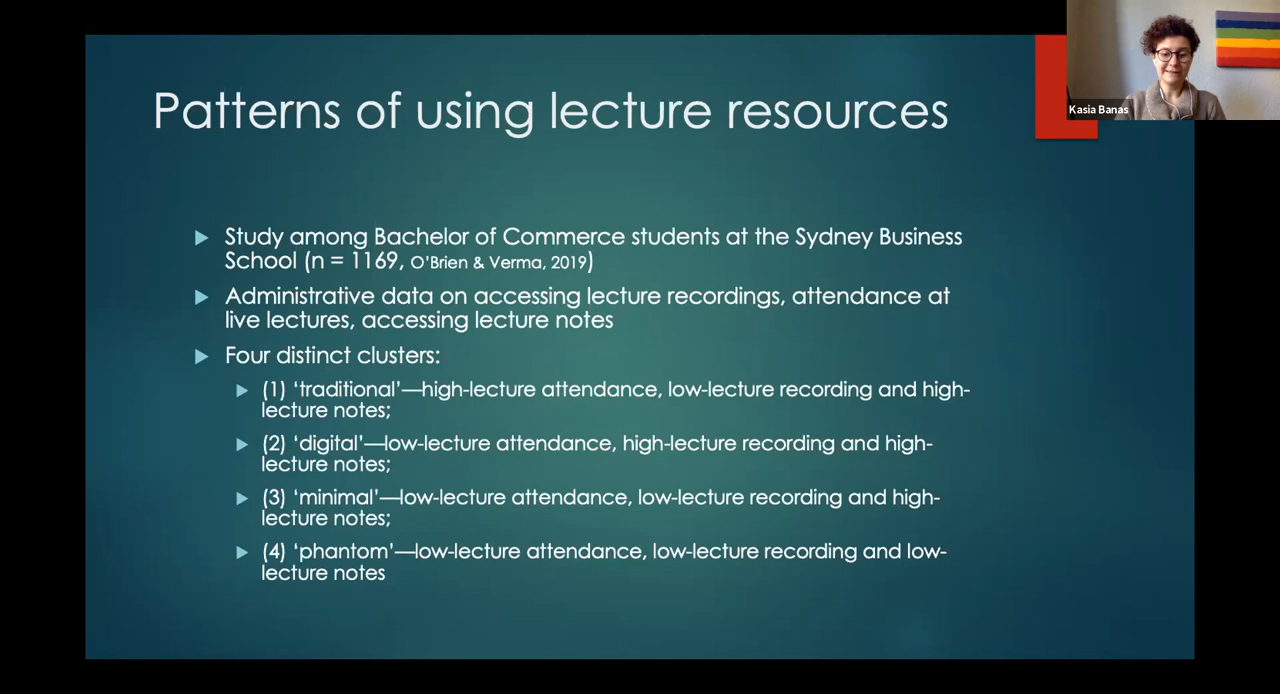 Patterns of using lecture resources
Kasia Banas
Study among Bachelor of Commerce students at the Sydney Business
School (n = 1169, O'Brien & Verma, 2019)
Administrative data on accessing lecture recordings, attendance at
live lectures, accessing lecture notes
Four distinct clusters:
(1) ‘traditional’—high-lecture attendance, low-lecture recording and high-
lecture notes;
(2) ‘digital’—low-lecture attendance, high-lecture recording and high-
lecture notes;
(3) ‘minimal’—low-lecture attendance, low-lecture recording and high-
lecture notes;
(4) ‘phantom’—low-lecture attendance, low-lecture recording and low-
lecture notes